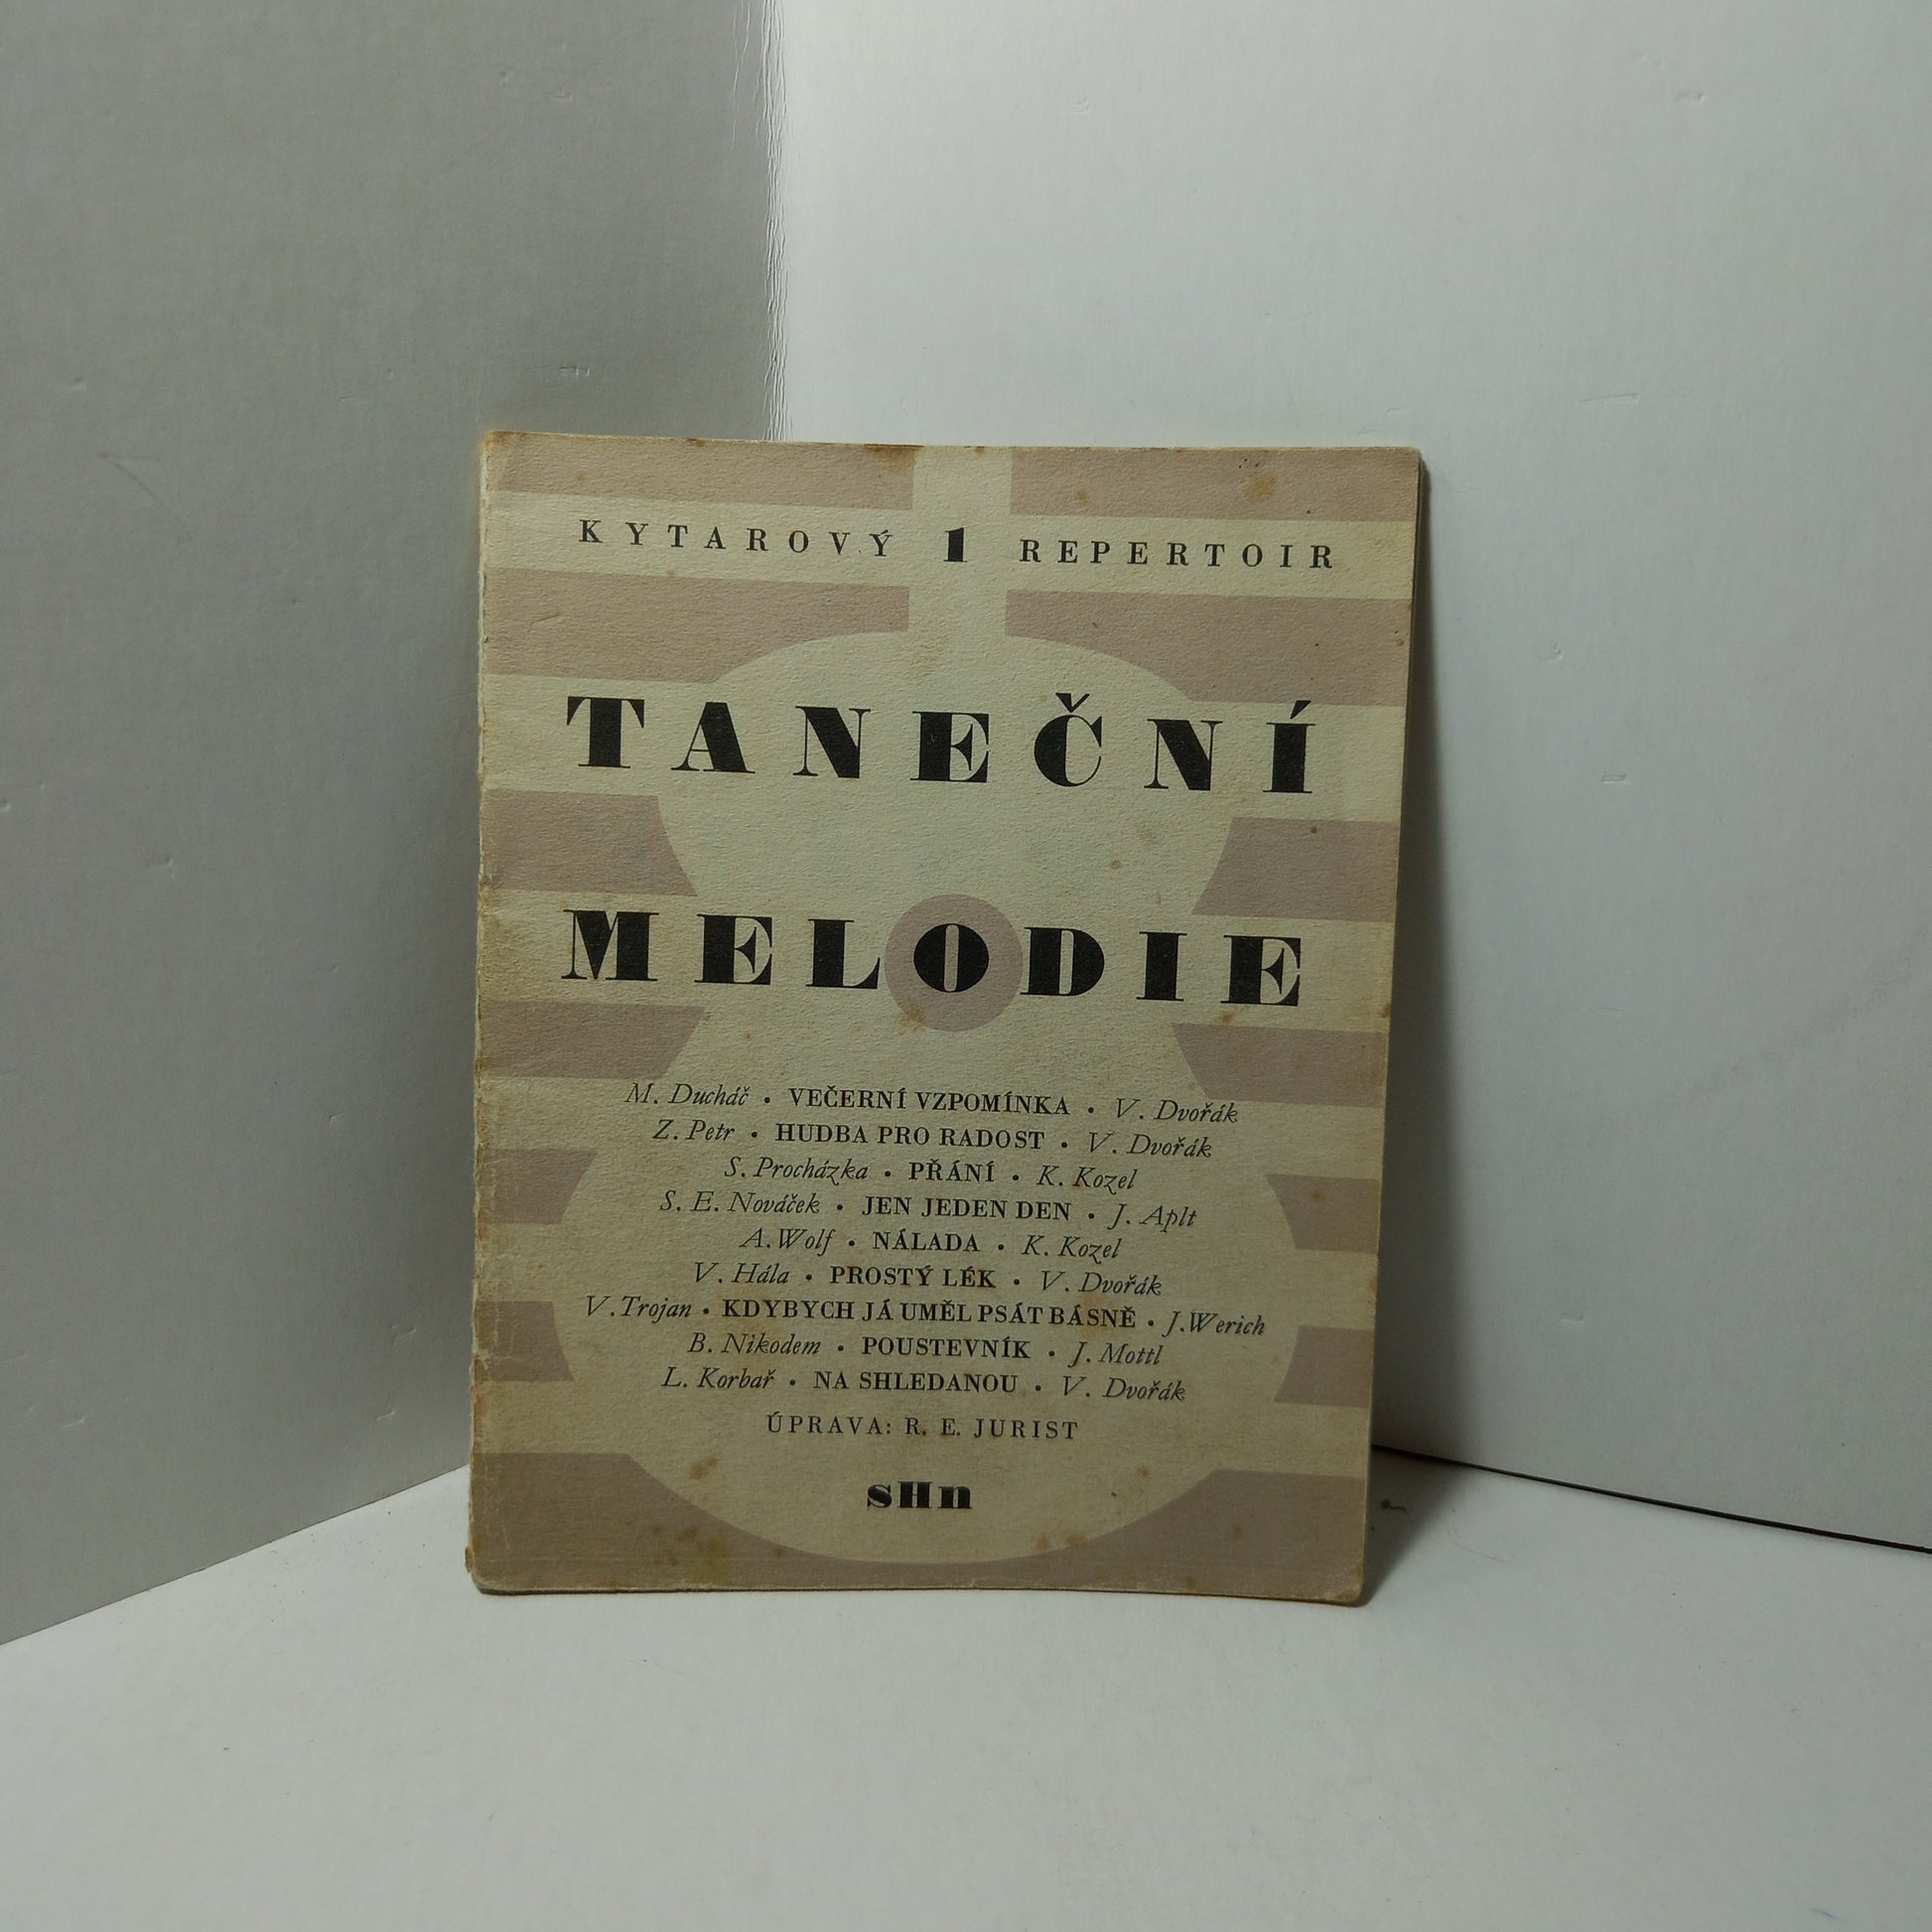 KYTAROVÝ 1 REPERTOIR
TANEČNÍ
MELODIE
M. Ducháč • VEČERNÍ VZPOMÍNKA • V. Dvořák
Z. Petr • HUDBA PRO RADOST • V. Dvořák
S. Procházka • PŘÁNÍ • K. Kozel
S. E. Nováček • JEN JEDEN DEN • J. Aplt
A. Wolf • NÁLADA • K. Kozel
V. Hála • PROSTÝ LÉK • V. Dvořák
V. Trojan • KDYBYCH JÁ UMĚL PSÁT BÁSNĚ • J. Werich
B. Nikodem • POUSTEVNÍK • J. Mottl
L. Korbař • NA SHLEDANOU • V. Dvořák
ÚPRAVA: R. E. JURIST
sHn